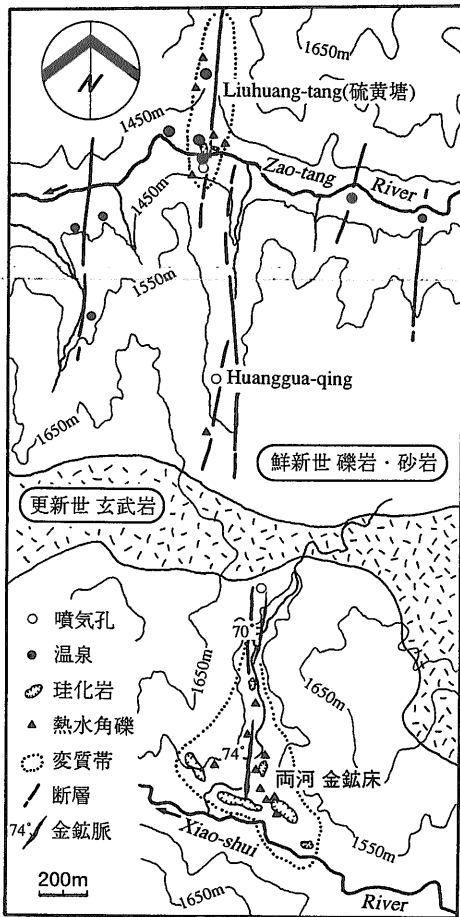 1650m
N
Liuhuang-tang(硫黄塘)
1450m
Zao-tang River
1450m
1550m
Huanggua-qing
1650m
鮮新世 礫岩・砂岩
更新世 玄武岩
噴気孔
温泉
珪化岩
熱水角礫
変質帯
断層
74° 金鉱脈
200m
70°
1650m
1650m
74°
両河 金鉱床
Xiao-shui River
1550m
1650m